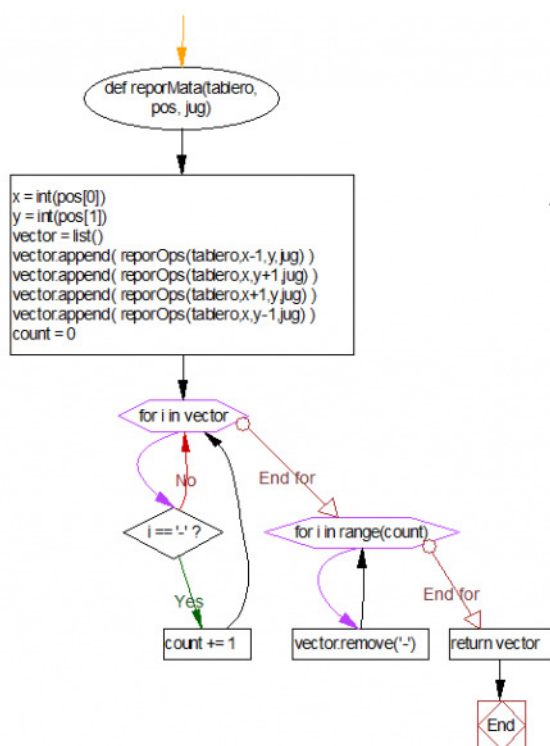 def reporMata(tablero,
pos, jug)
x = int(pos[0])
y = int(pos[1])
vector = list()
vector.append( reporOps(tablero,x-1,y,jug) )
vector.append( reporOps(tablero,x,y+1,jug) )
vector.append( reporOps(tablero,x+1,y,jug) )
vector.append( reporOps(tablero,x,y-1,jug) )
count = 0
for i in vector
No
End for
i == '-' ?
for i in range(count)
Yes
End for
count += 1
vector.remove('-')
return vector
End